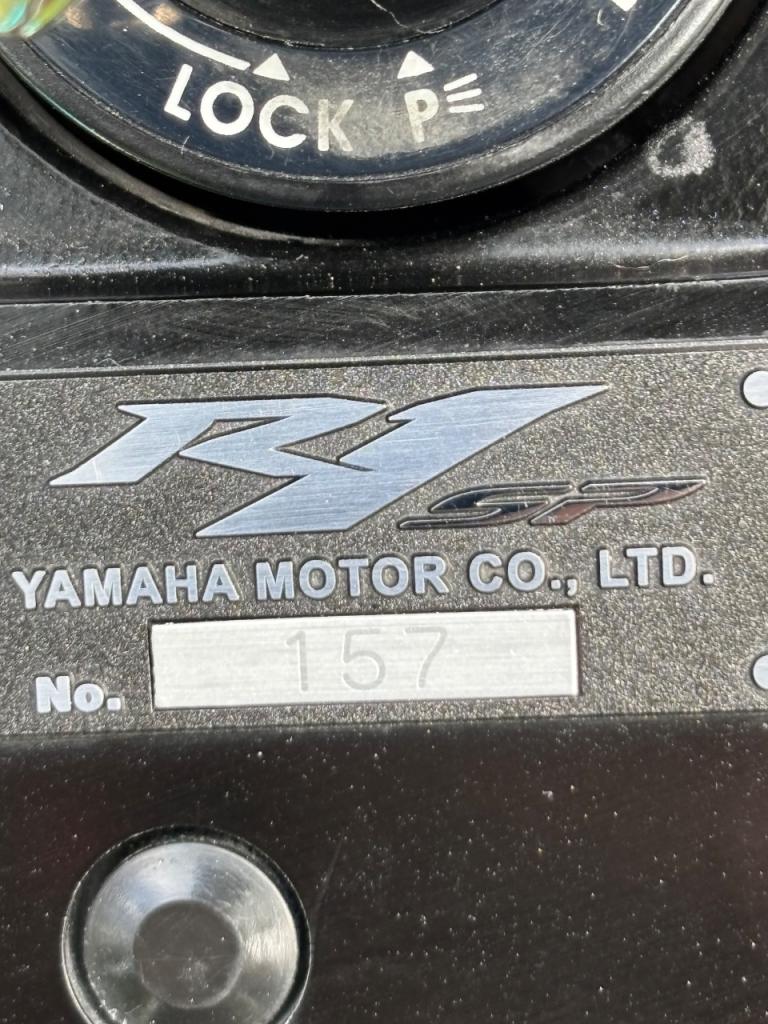 LOCK P
R1 SP
YAMAHA MOTOR CO., LTD.
No. 157